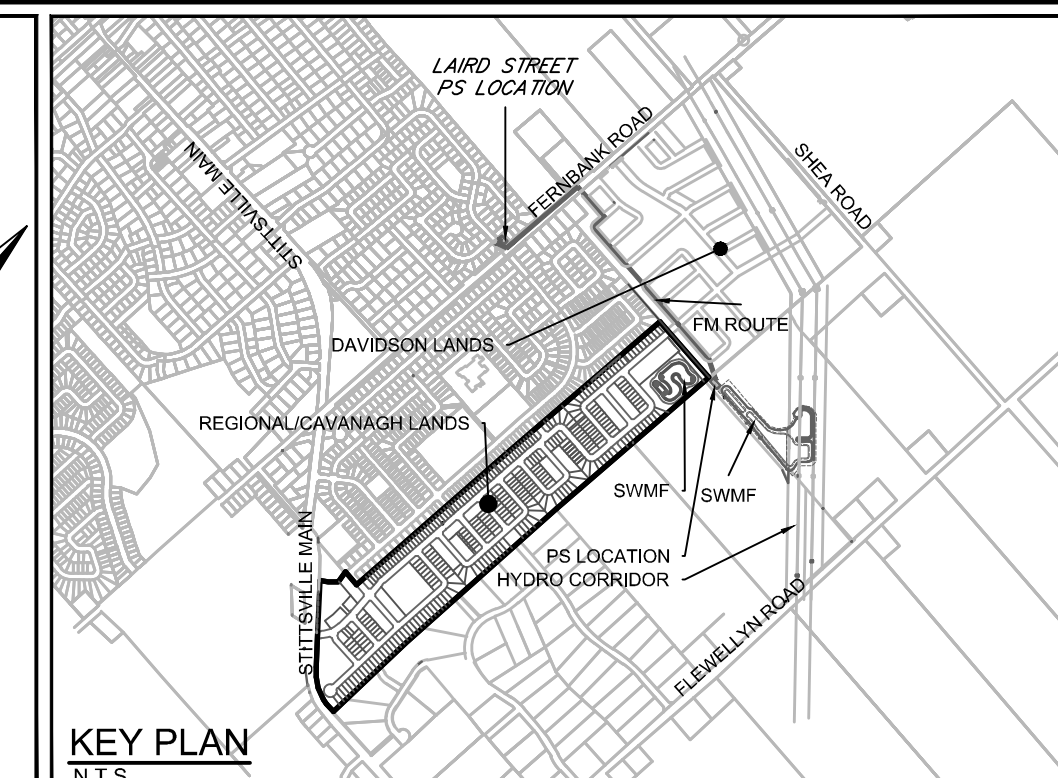 LAIRD STREET
PS LOCATION
FERNBANK ROAD
SHEA ROAD
STITTSVILLE MAIN
FM ROUTE
DAVIDSON LANDS
REGIONAL/CAVANAGH LANDS
SWMF
SWMF
STITTSVILLE MAIN
PS LOCATION
HYDRO CORRIDOR
FLEWELLYN ROAD
KEY PLAN
N.T.S.